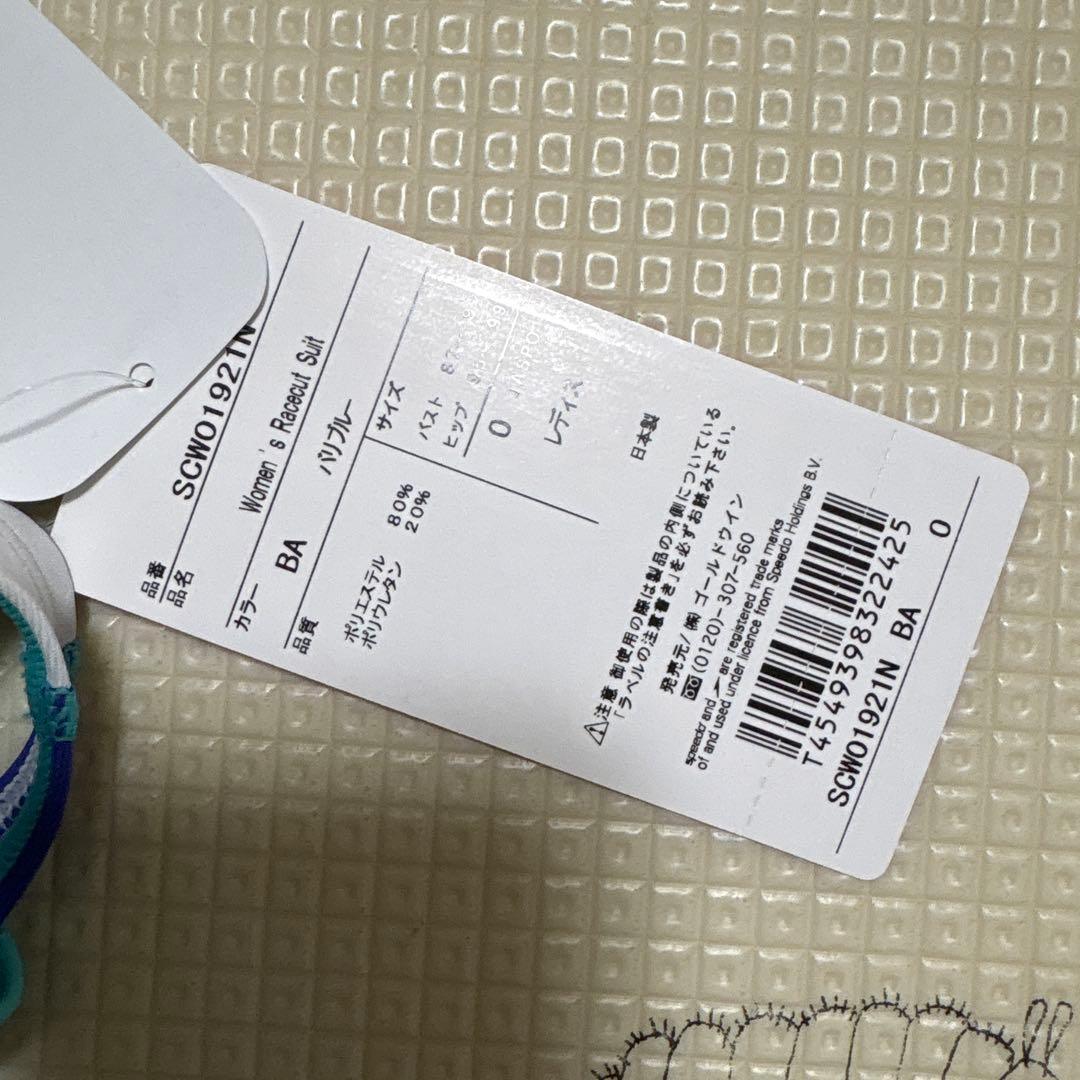 品番 SCW01921N
品名 Women's Racecut Suit
カラー BA バリブルー
品質
サイズ
ポリエステル 80%
ポリウレタン 20%
バスト
ヒップ
0
レディス
日本製
⚠注意 御使用の際は製品の内側についている
「ラベルの注意書き」を必ずお読み下さい。
発売元/(株)ゴールドウイン
(0120)-307-560
speedo and are registered trade marks
of and used under licence from Speedo Holdings B.V.
T4549398322425
SCW01921N BA 0